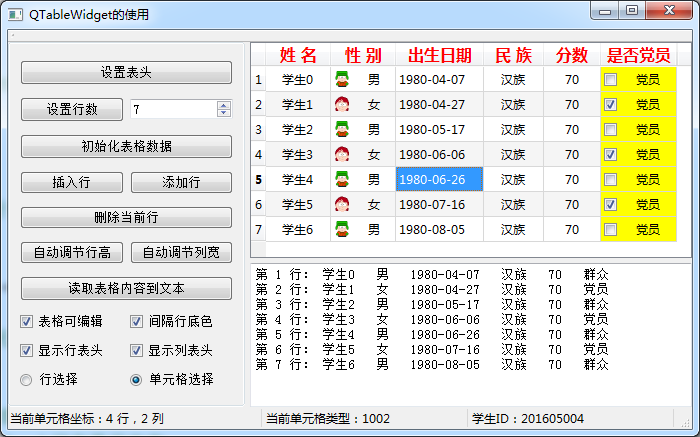 QTableWidget的使用
设置表头
设置行数 7
初始化表格数据
插入行 添加行
删除当前行
自动调节行高 自动调节列宽
读取表格内容到文本
表格可编辑 间隔行底色
显示行表头 显示列表头
行选择 单元格选择
姓 名 性 别 出生日期 民 族 分数 是否党员
1 学生0 男 1980-04-07 汉族 70 党员
2 学生1 女 1980-04-27 汉族 70 党员
3 学生2 男 1980-05-17 汉族 70 党员
4 学生3 女 1980-06-06 汉族 70 党员
5 学生4 男 1980-06-26 汉族 70 党员
6 学生5 女 1980-07-16 汉族 70 党员
7 学生6 男 1980-08-05 汉族 70 党员
第 1 行: 学生0 男 1980-04-07 汉族 70 群众
第 2 行: 学生1 女 1980-04-27 汉族 70 党员
第 3 行: 学生2 男 1980-05-17 汉族 70 群众
第 4 行: 学生3 女 1980-06-06 汉族 70 党员
第 5 行: 学生4 男 1980-06-26 汉族 70 群众
第 6 行: 学生5 女 1980-07-16 汉族 70 党员
第 7 行: 学生6 男 1980-08-05 汉族 70 群众
当前单元格坐标：4 行，2 列 当前单元格类型：1002 学生ID：201605004